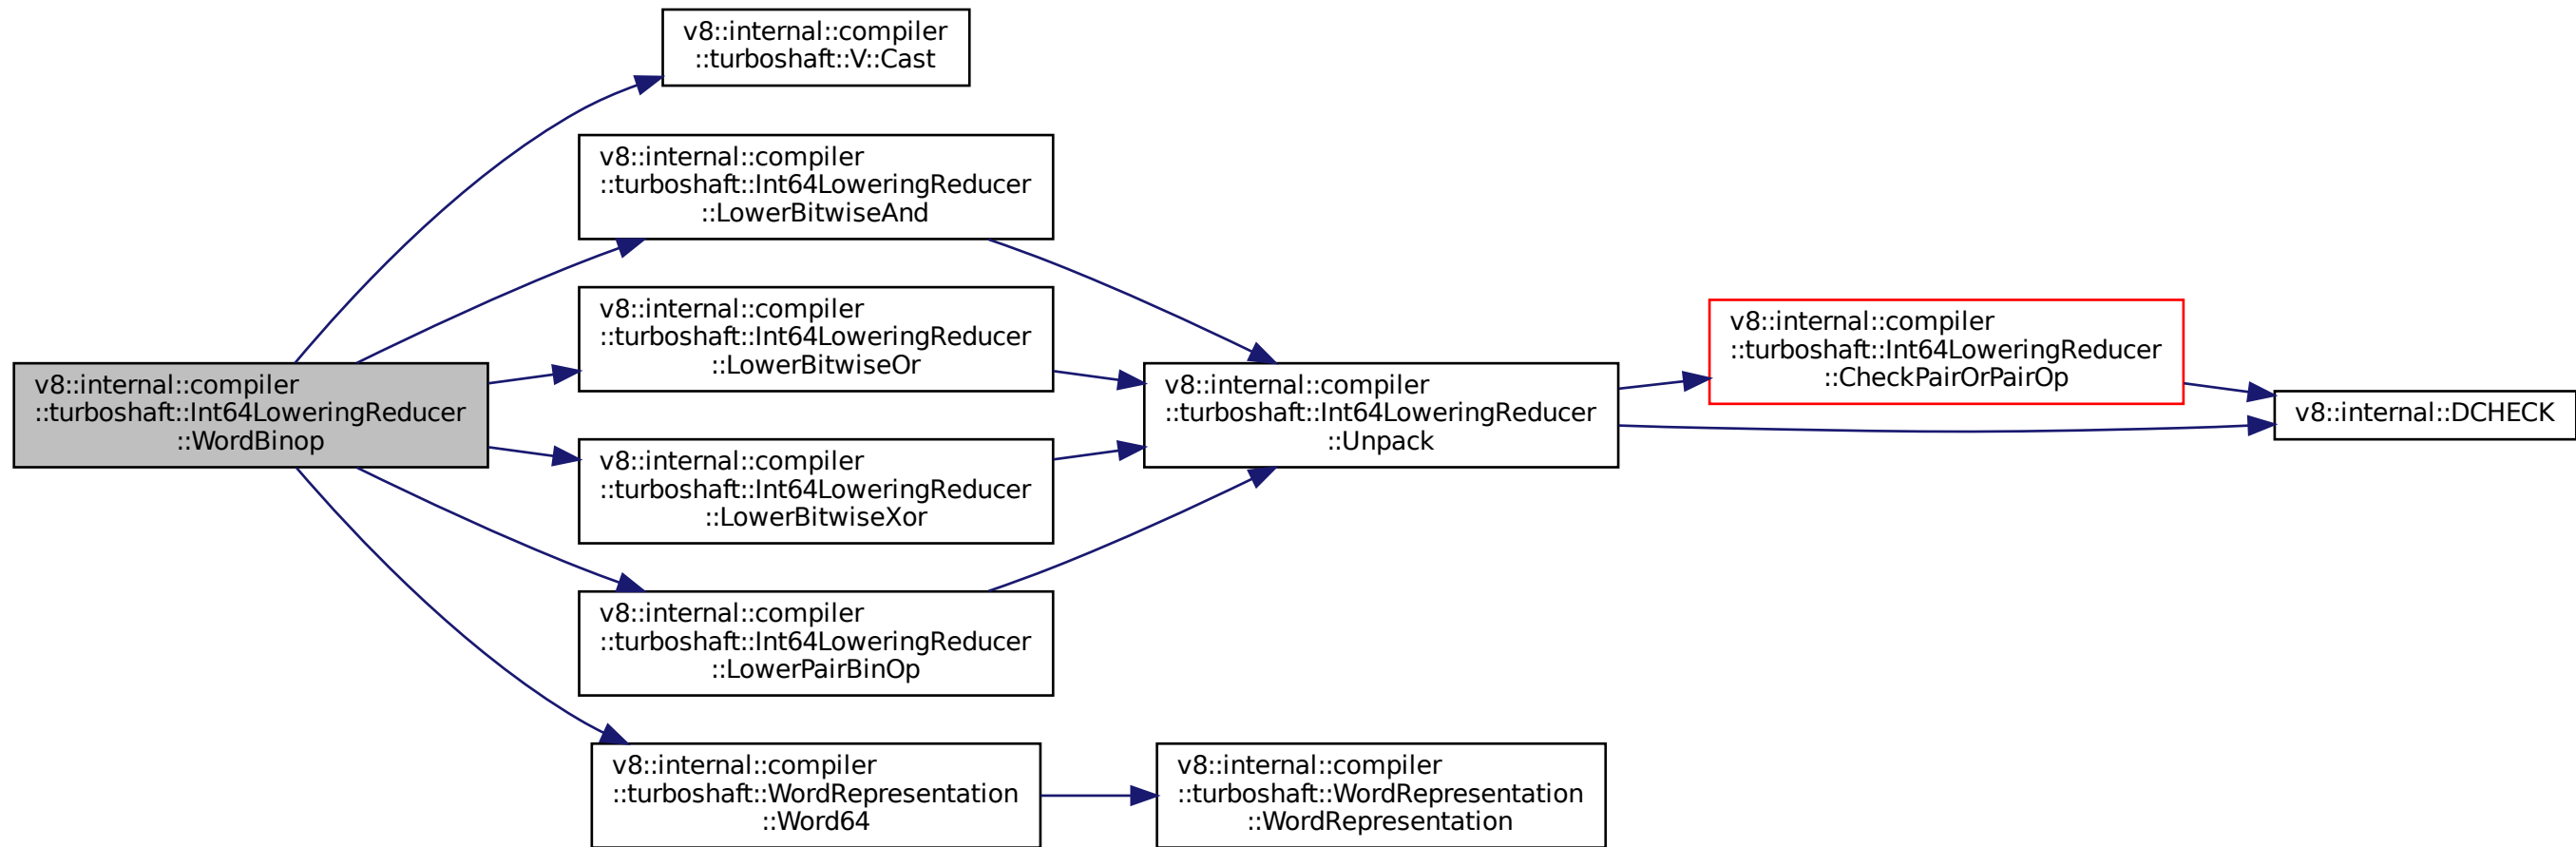 v8::internal::compiler
::turboshaft::V::Cast
v8::internal::compiler
::turboshaft::Int64LoweringReducer
::LowerBitwiseAnd
v8::internal::compiler
::turboshaft::Int64LoweringReducer
::LowerBitwiseOr
v8::internal::compiler
::turboshaft::Int64LoweringReducer
::CheckPairOrPairOp
v8::internal::compiler
::turboshaft::Int64LoweringReducer
::WordBinop
v8::internal::compiler
::turboshaft::Int64LoweringReducer
::Unpack
v8::internal::DCHECK
v8::internal::compiler
::turboshaft::Int64LoweringReducer
::LowerBitwiseXor
v8::internal::compiler
::turboshaft::Int64LoweringReducer
::LowerPairBinOp
v8::internal::compiler
::turboshaft::WordRepresentation
::Word64
v8::internal::compiler
::turboshaft::WordRepresentation
::WordRepresentation